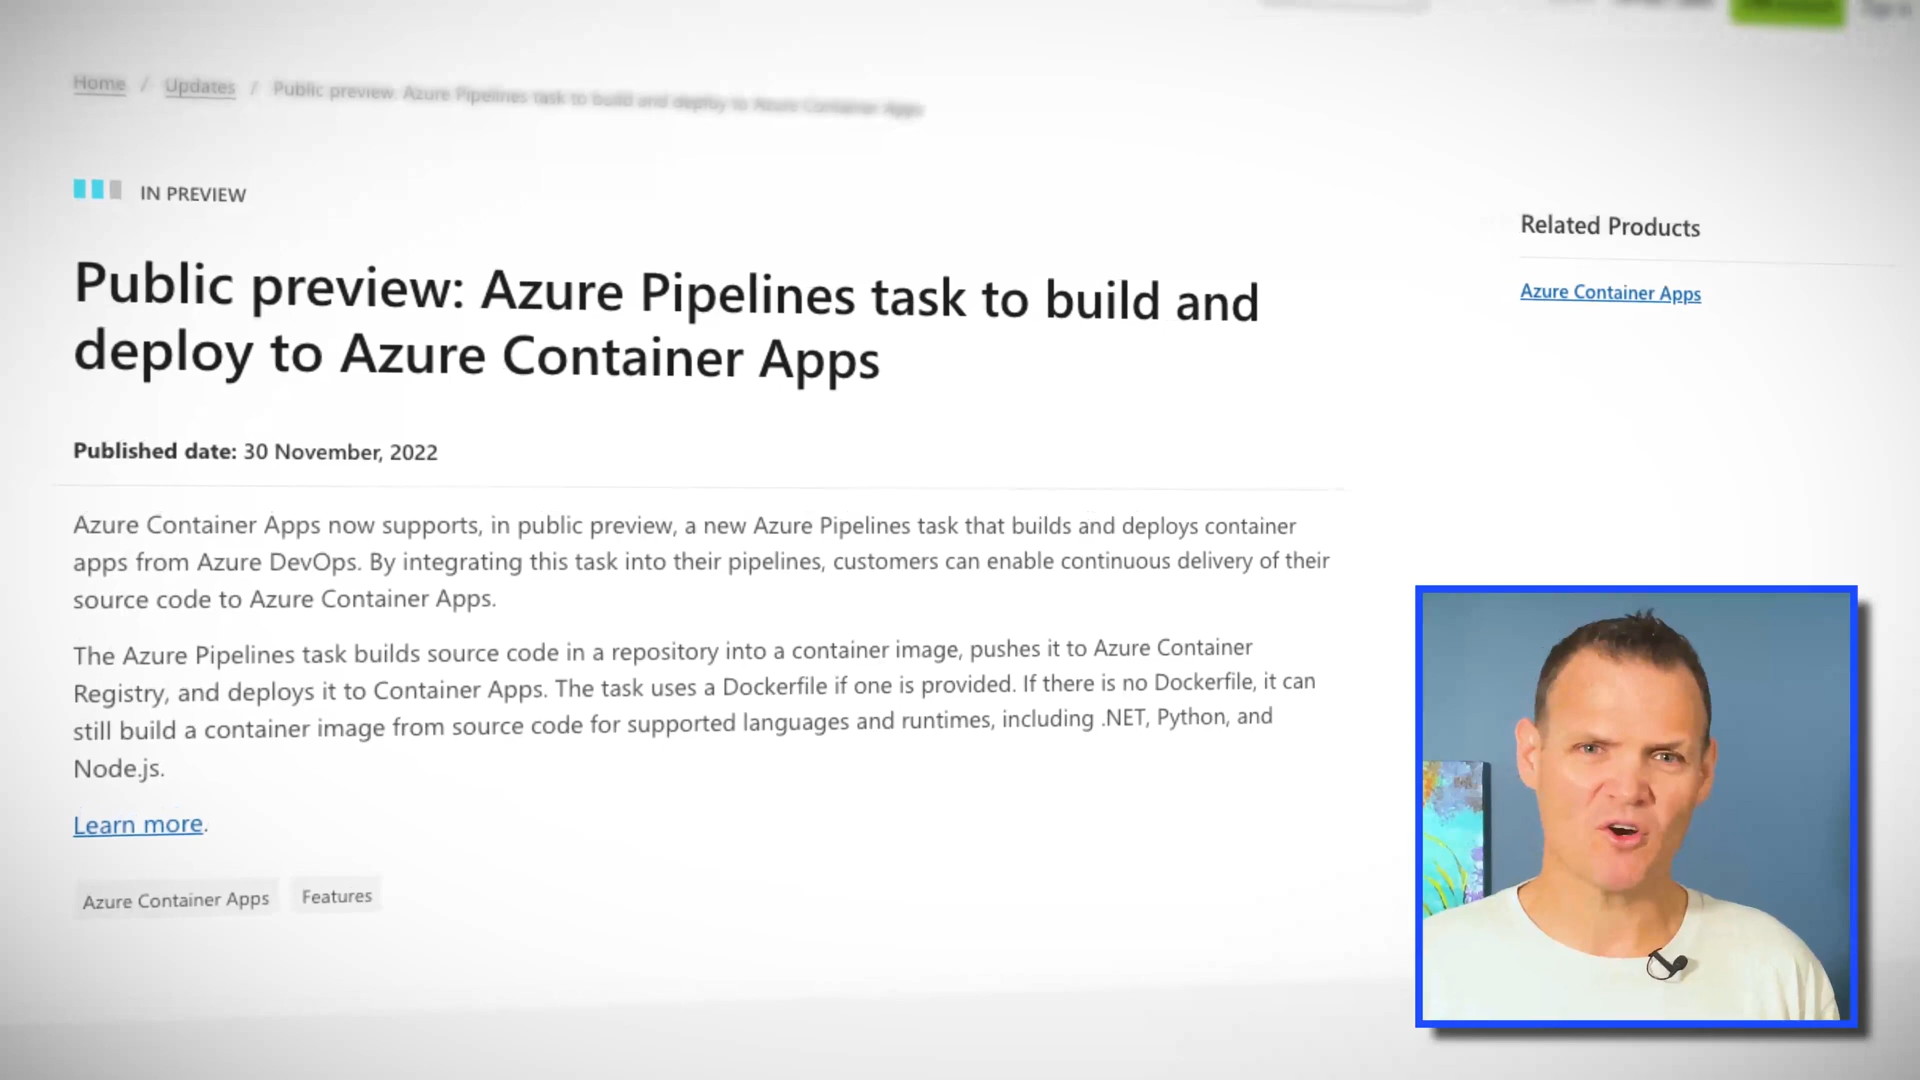 Home / Updates / Public preview: Azure Pipelines task to build and deploy to Azure Container Apps
IN PREVIEW
Related Products
Azure Container Apps
Public preview: Azure Pipelines task to build and
deploy to Azure Container Apps
Published date: 30 November, 2022
Azure Container Apps now supports, in public preview, a new Azure Pipelines task that builds and deploys container
apps from Azure DevOps. By integrating this task into their pipelines, customers can enable continuous delivery of their
source code to Azure Container Apps.
The Azure Pipelines task builds source code in a repository into a container image, pushes it to Azure Container
Registry, and deploys it to Container Apps. The task uses a Dockerfile if one is provided. If there is no Dockerfile, it can
still build a container image from source code for supported languages and runtimes, including .NET, Python, and
Node.js.
Learn more.
Azure Container Apps
Features